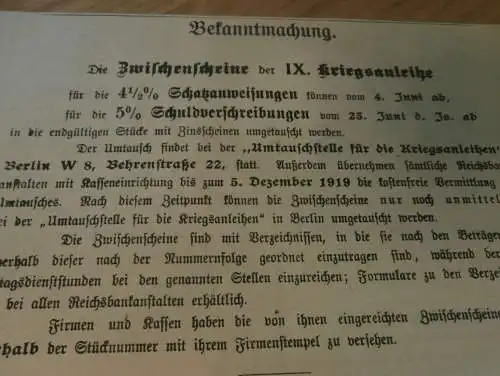 Bekanntmachung.
Die Zwischenscheine der IX. Kriegsanleihe
für die 4½% Schatzanweisungen können vom 4. Juni ab,
für die 5% Schuldverschreibungen vom 25. Juni d. Js. ab
in die endgültigen Stücke mit Zinsscheinen umgetauscht werden.
Der Umtausch findet bei der „Umtauschstelle für die Kriegsanleihen“
Berlin W 8, Behrenstraße 22, statt. Außerdem übernehmen sämtliche Reichsbank
anstalten mit Kasseneinrichtung bis zum 5. Dezember 1919 die kostenfreie Vermittlung
Umtausches. Nach diesem Zeitpunkt können die Zwischenscheine nur noch unmittel
bei der „Umtauschstelle für die Kriegsanleihen“ in Berlin umgetauscht werden.
Die Zwischenscheine sind mit Verzeichnissen, in die sie nach den Beträgen
erhalb dieser nach der Nummernfolge geordnet einzutragen sind, während der
tagsdienststunden bei den genannten Stellen einzureichen; Formulare zu den Verzei
bei allen Reichsbankanstalten erhältlich.
Firmen und Kassen haben die von ihnen eingereichten Zwischenscheine
rhalb der Stücknummer mit ihrem Firmenstempel zu versehen.